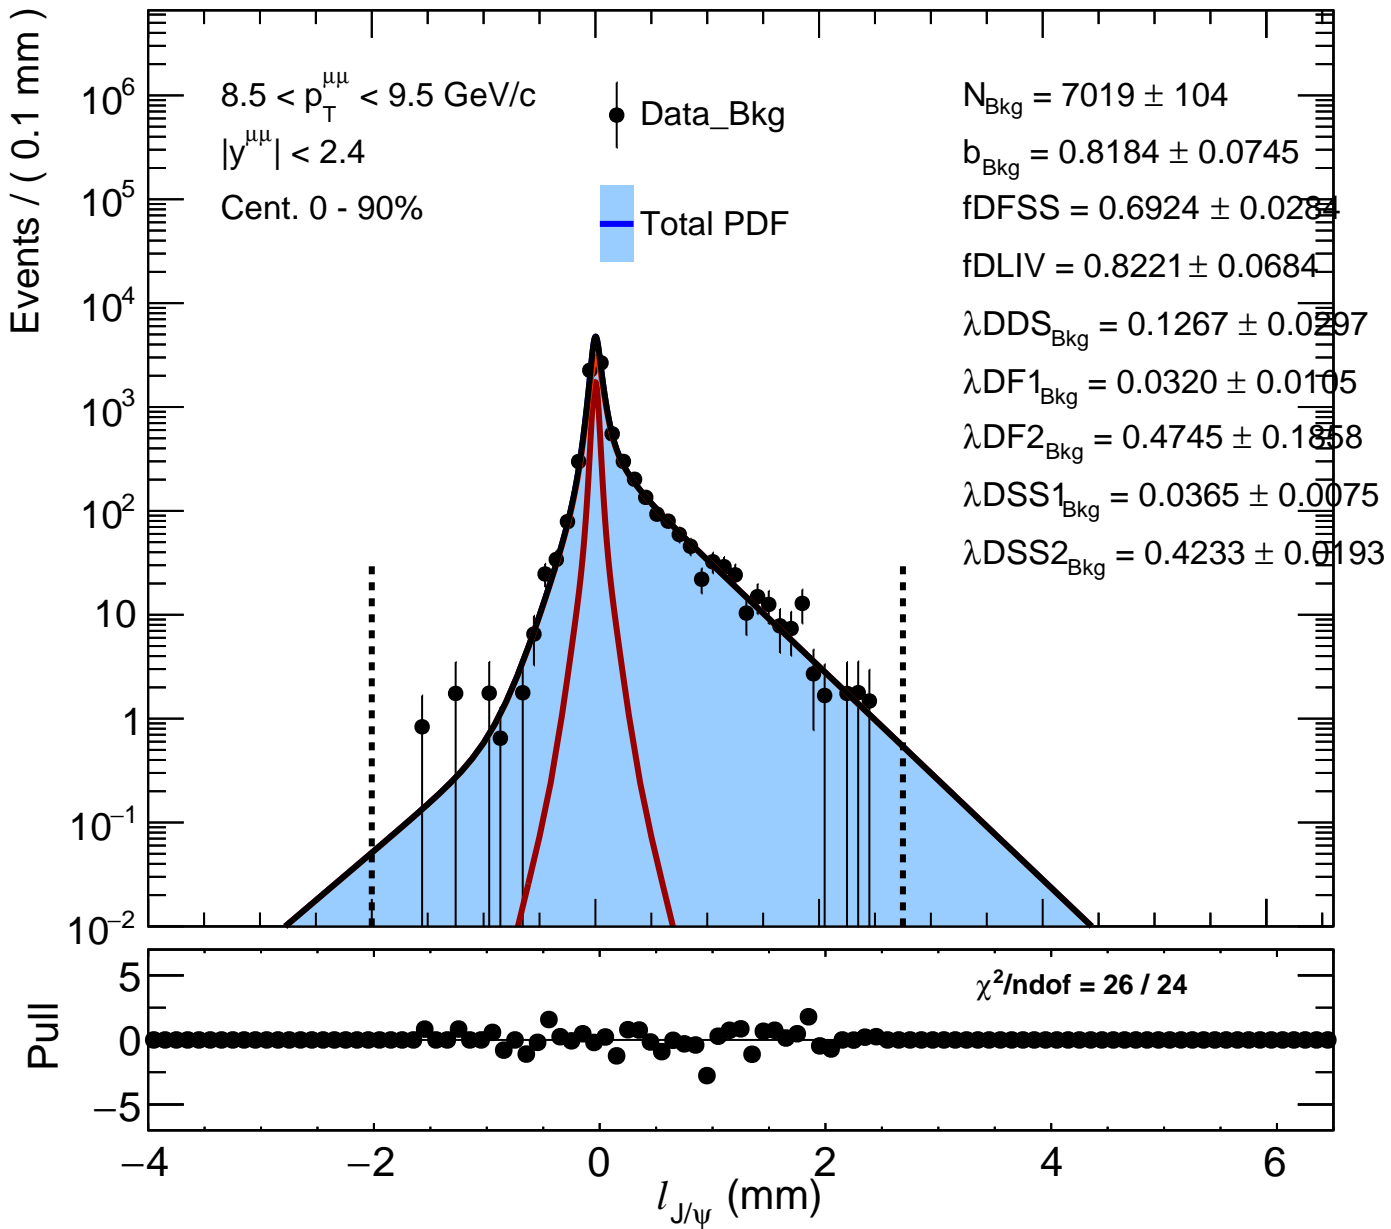 Events / ( 0.1 mm )
8.5 < p_T^μμ < 9.5 GeV/c
|y^μμ| < 2.4
Cent. 0 - 90%
Data_Bkg
Total PDF
N_Bkg = 7019 ± 104
b_Bkg = 0.8184 ± 0.0745
fDFSS = 0.6924 ± 0.0284
fDLIV = 0.8221 ± 0.0684
λDDS_Bkg = 0.1267 ± 0.0297
λDF1_Bkg = 0.0320 ± 0.0105
λDF2_Bkg = 0.4745 ± 0.1858
λDSS1_Bkg = 0.0365 ± 0.0075
λDSS2_Bkg = 0.4233 ± 0.0193
10^6
10^5
10^4
10^3
10^2
10
1
10^−1
10^−2
Pull
5
0
−5
χ²/ndof = 26 / 24
−4 −2 0 2 4 6
l_J/ψ (mm)